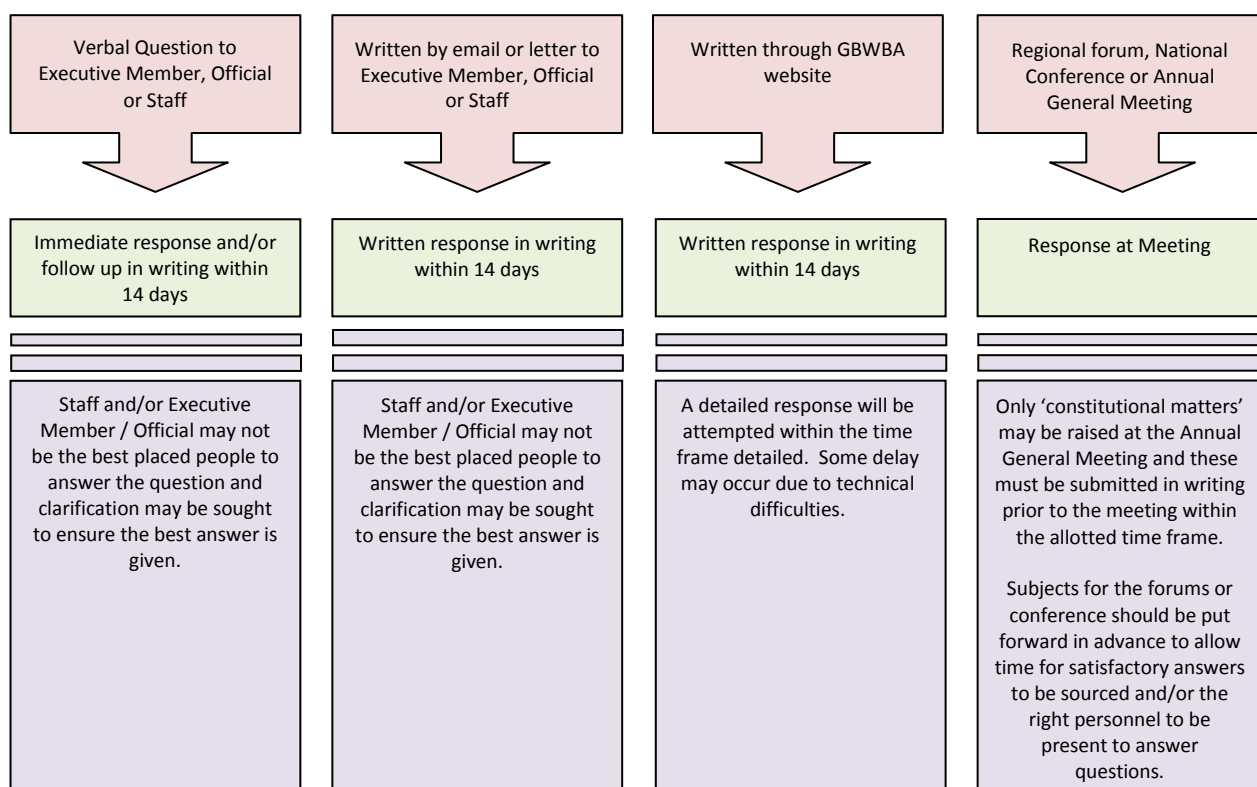 Verbal Question to
Executive Member, Official
or Staff
Written by email or letter to
Executive Member, Official
or Staff
Written through GBWBA
website
Regional forum, National
Conference or Annual
General Meeting
Immediate response and/or
follow up in writing within
14 days
Written response in writing
within 14 days
Written response in writing
within 14 days
Response at Meeting
Staff and/or Executive
Member / Official may not
be the best placed people to
answer the question and
clarification may be sought
to ensure the best answer is
given.
Staff and/or Executive
Member / Official may not
be the best placed people to
answer the question and
clarification may be sought
to ensure the best answer is
given.
A detailed response will be
attempted within the time
frame detailed.  Some delay
may occur due to technical
difficulties.
Only ‘constitutional matters’
may be raised at the Annual
General Meeting and these
must be submitted in writing
prior to the meeting within
the allotted time frame.
Subjects for the forums or
conference should be put
forward in advance to allow
time for satisfactory answers
to be sourced and/or the
right personnel to be
present to answer
questions.